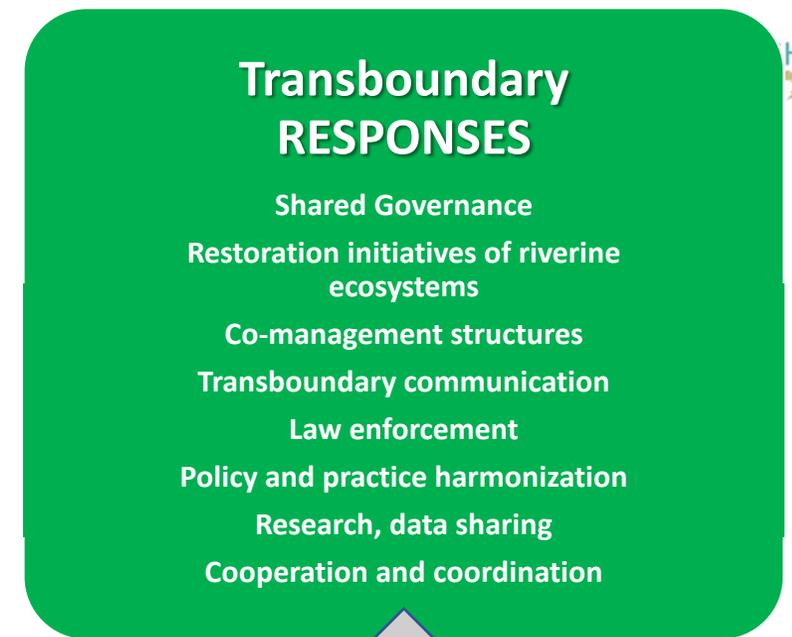 Transboundary
RESPONSES
Shared Governance
Restoration initiatives of riverine
ecosystems
Co-management structures
Transboundary communication
Law enforcement
Policy and practice harmonization
Research, data sharing
Cooperation and coordination